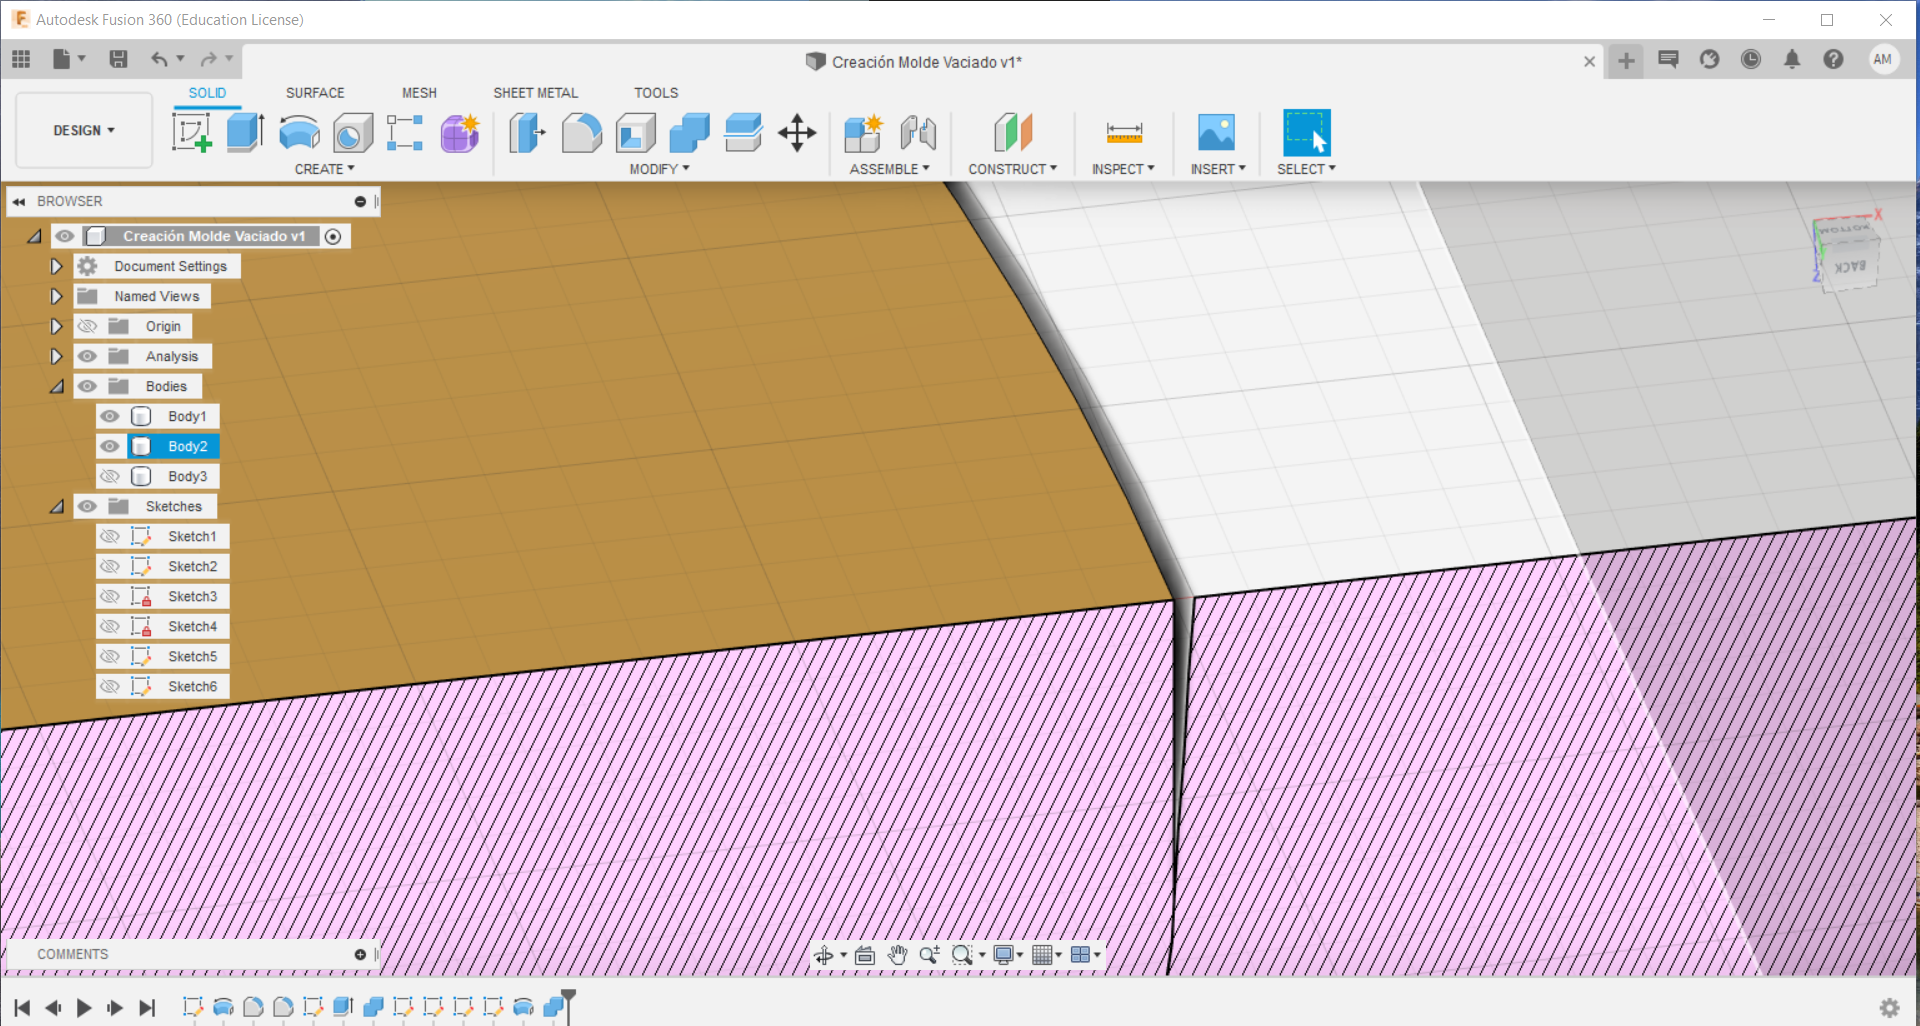 Autodesk Fusion 360 (Education License)
Creación Molde Vaciado v1*
AM
DESIGN
SOLID
SURFACE
MESH
SHEET METAL
TOOLS
CREATE
MODIFY
ASSEMBLE
CONSTRUCT
INSPECT
INSERT
SELECT
BROWSER
Creación Molde Vaciado v1
Document Settings
Named Views
Origin
Analysis
Bodies
Body1
Body2
Body3
Sketches
Sketch1
Sketch2
Sketch3
Sketch4
Sketch5
Sketch6
X
BOTTOM
BACK
Z
COMMENTS